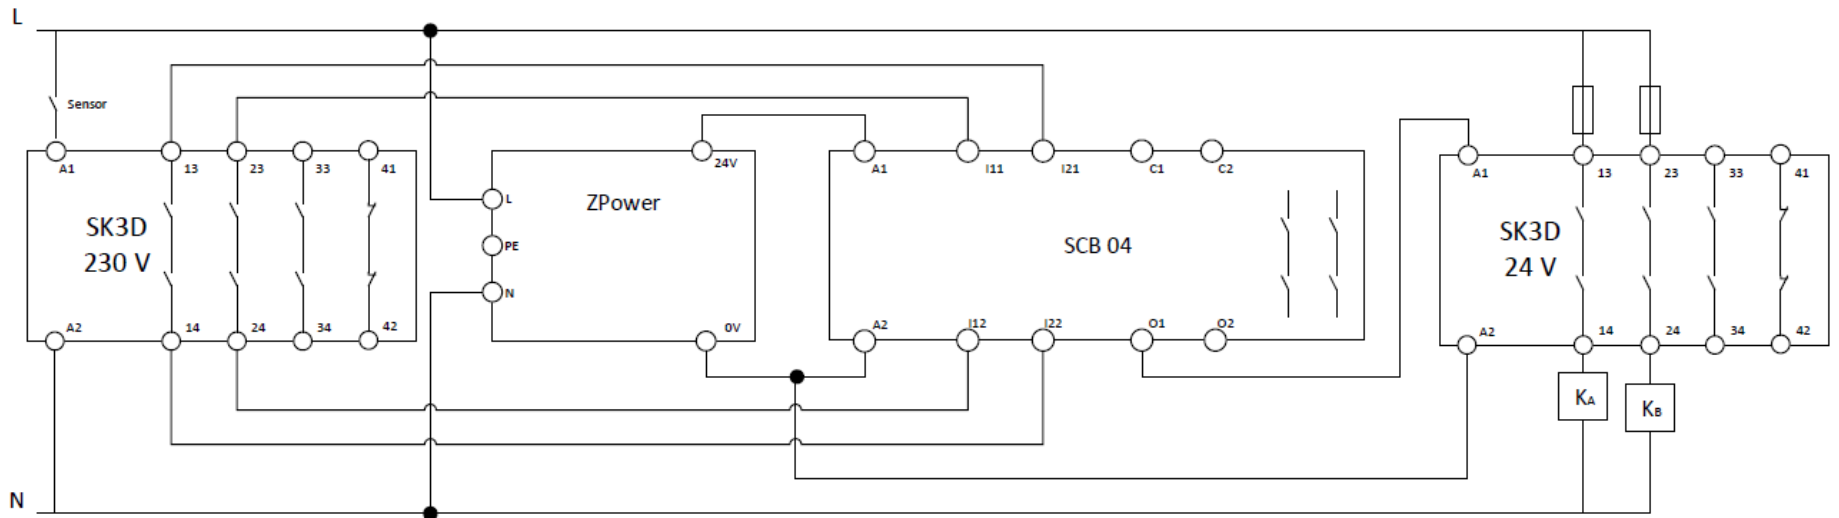 L
Sensor
A1
13
23
33
41
SK3D
230 V
A2
14
24
34
42
24V
L
ZPower
PE
N
0V
A1
I11
I21
C1
C2
SCB 04
A2
I12
I22
O1
O2
A1
13
23
33
41
SK3D
24 V
A2
14
24
34
42
KA
KB
N